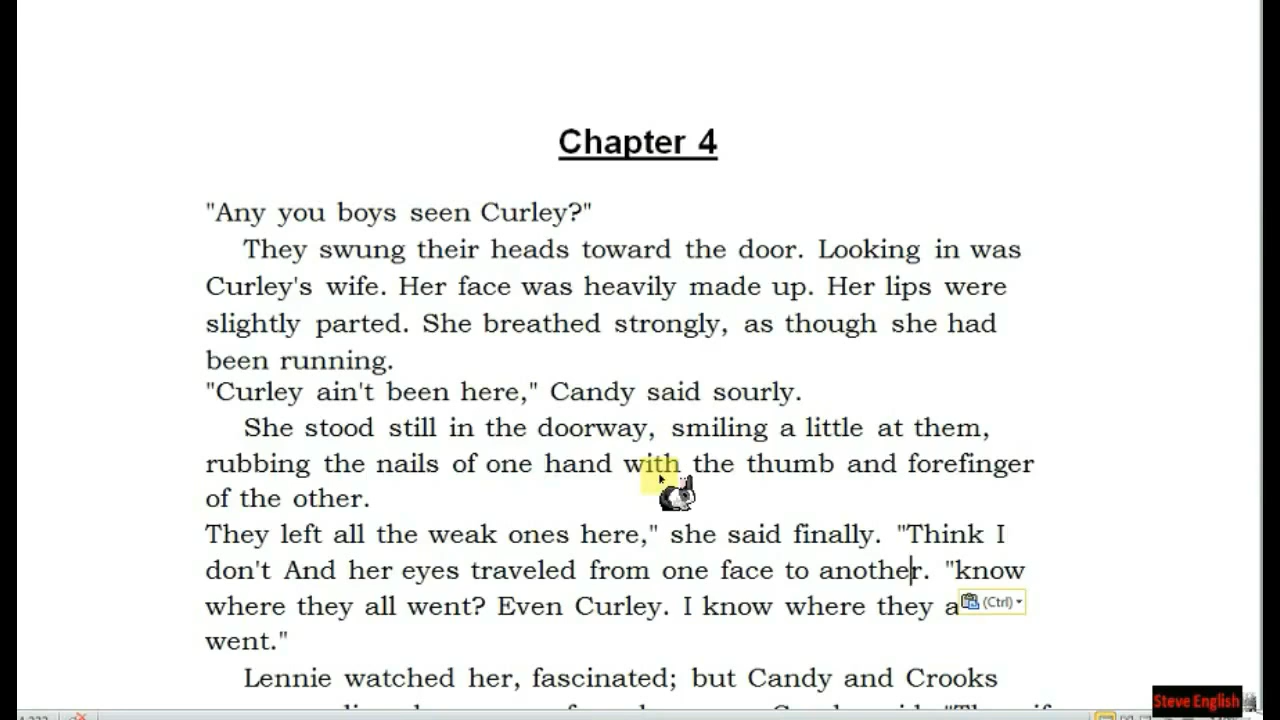 Chapter 4
"Any you boys seen Curley?"
They swung their heads toward the door. Looking in was
Curley's wife. Her face was heavily made up. Her lips were
slightly parted. She breathed strongly, as though she had
been running.
"Curley ain't been here," Candy said sourly.
She stood still in the doorway, smiling a little at them,
rubbing the nails of one hand with the thumb and forefinger
of the other.
They left all the weak ones here," she said finally. "Think I
don't And her eyes traveled from one face to another. "know
where they all went? Even Curley. I know where they a
(Ctrl)
went."
Lennie watched her, fascinated; but Candy and Crooks
Steve English